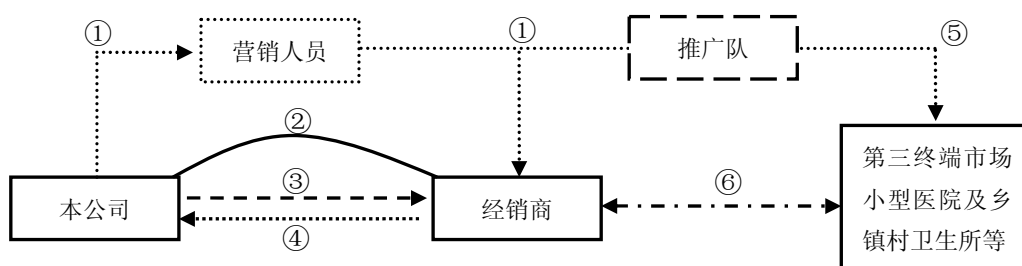 ①
营销人员
①
推广队
⑤
②
本公司
③
④
经销商
⑥
第三终端市场
小型医院及乡
镇村卫生所等